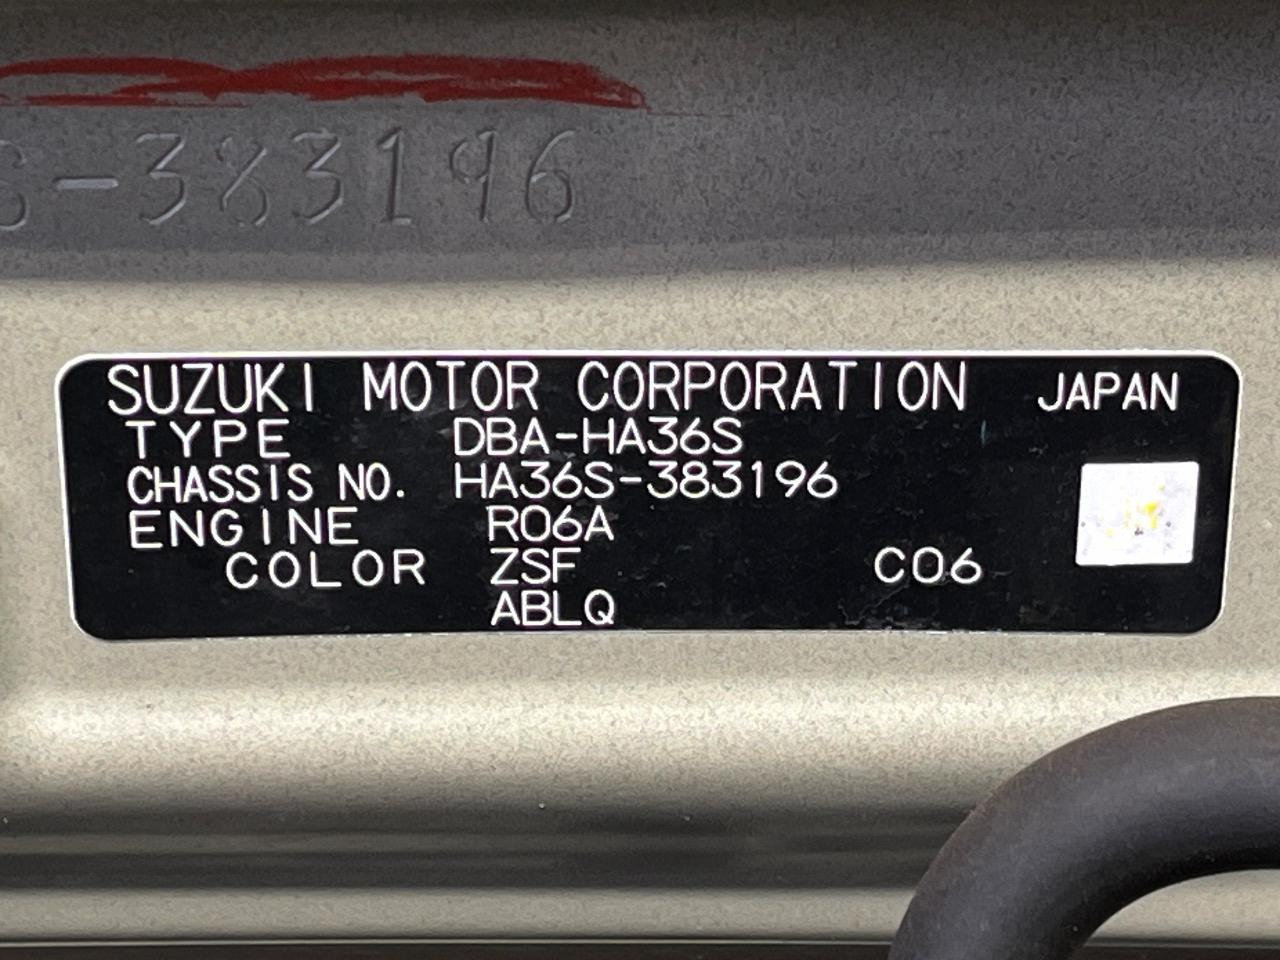 S-383196
SUZUKI MOTOR CORPORATION JAPAN
TYPE DBA-HA36S
CHASSIS NO. HA36S-383196
ENGINE R06A
COLOR ZSF C06
ABLQ